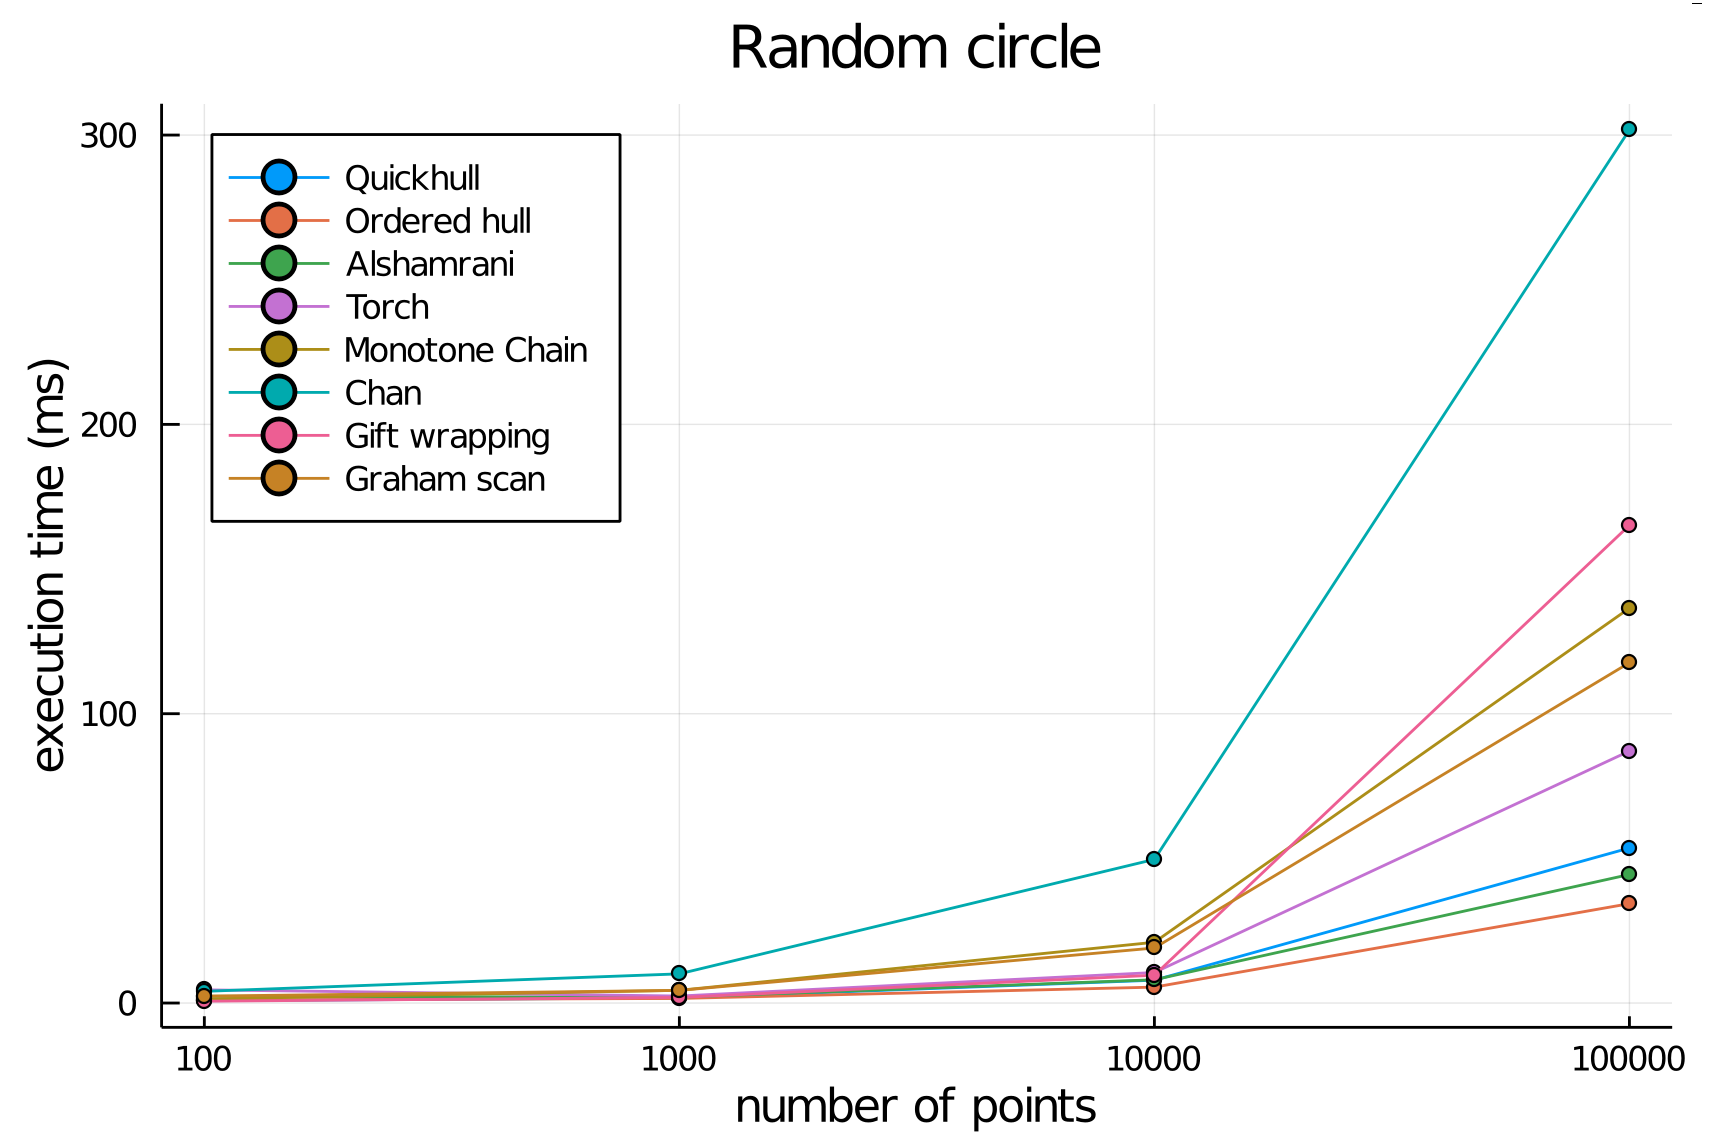 Random circle
300
200
100
0
execution time (ms)
Quickhull
Ordered hull
Alshamrani
Torch
Monotone Chain
Chan
Gift wrapping
Graham scan
100
1000
10000
100000
number of points